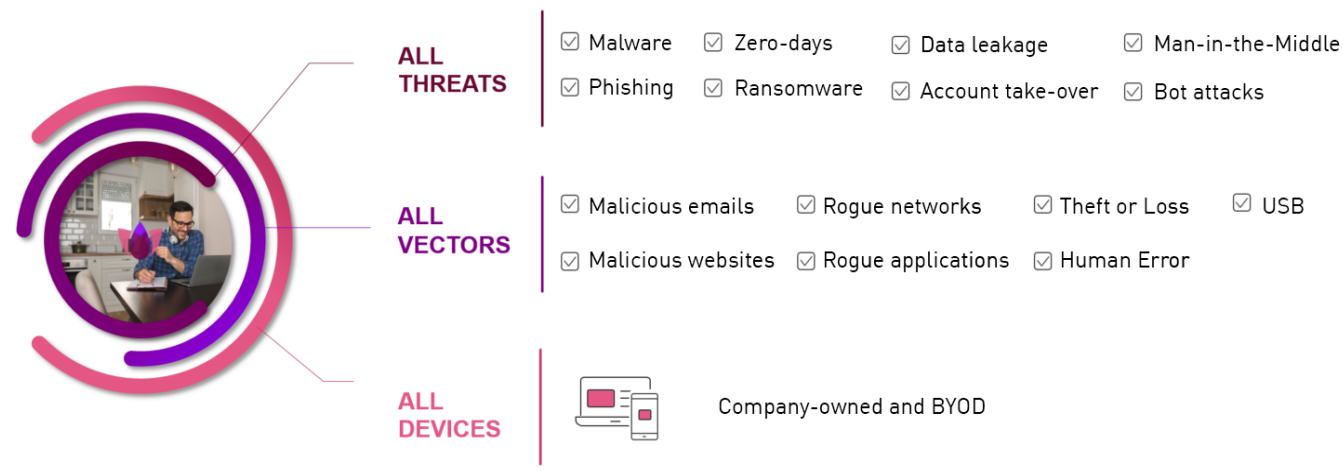 ALL
THREATS
Malware Zero-days Data leakage Man-in-the-Middle
Phishing Ransomware Account take-over Bot attacks
ALL
VECTORS
Malicious emails Rogue networks Theft or Loss USB
Malicious websites Rogue applications Human Error
ALL
DEVICES
Company-owned and BYOD